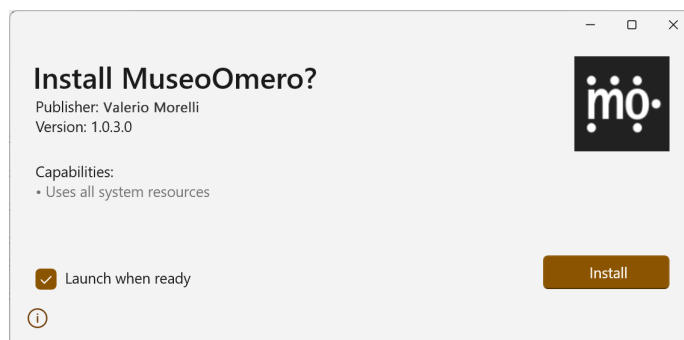 Install MuseoOmero?
Publisher: Valerio Morelli
Version: 1.0.3.0
mo
Capabilities:
• Uses all system resources
Launch when ready
Install